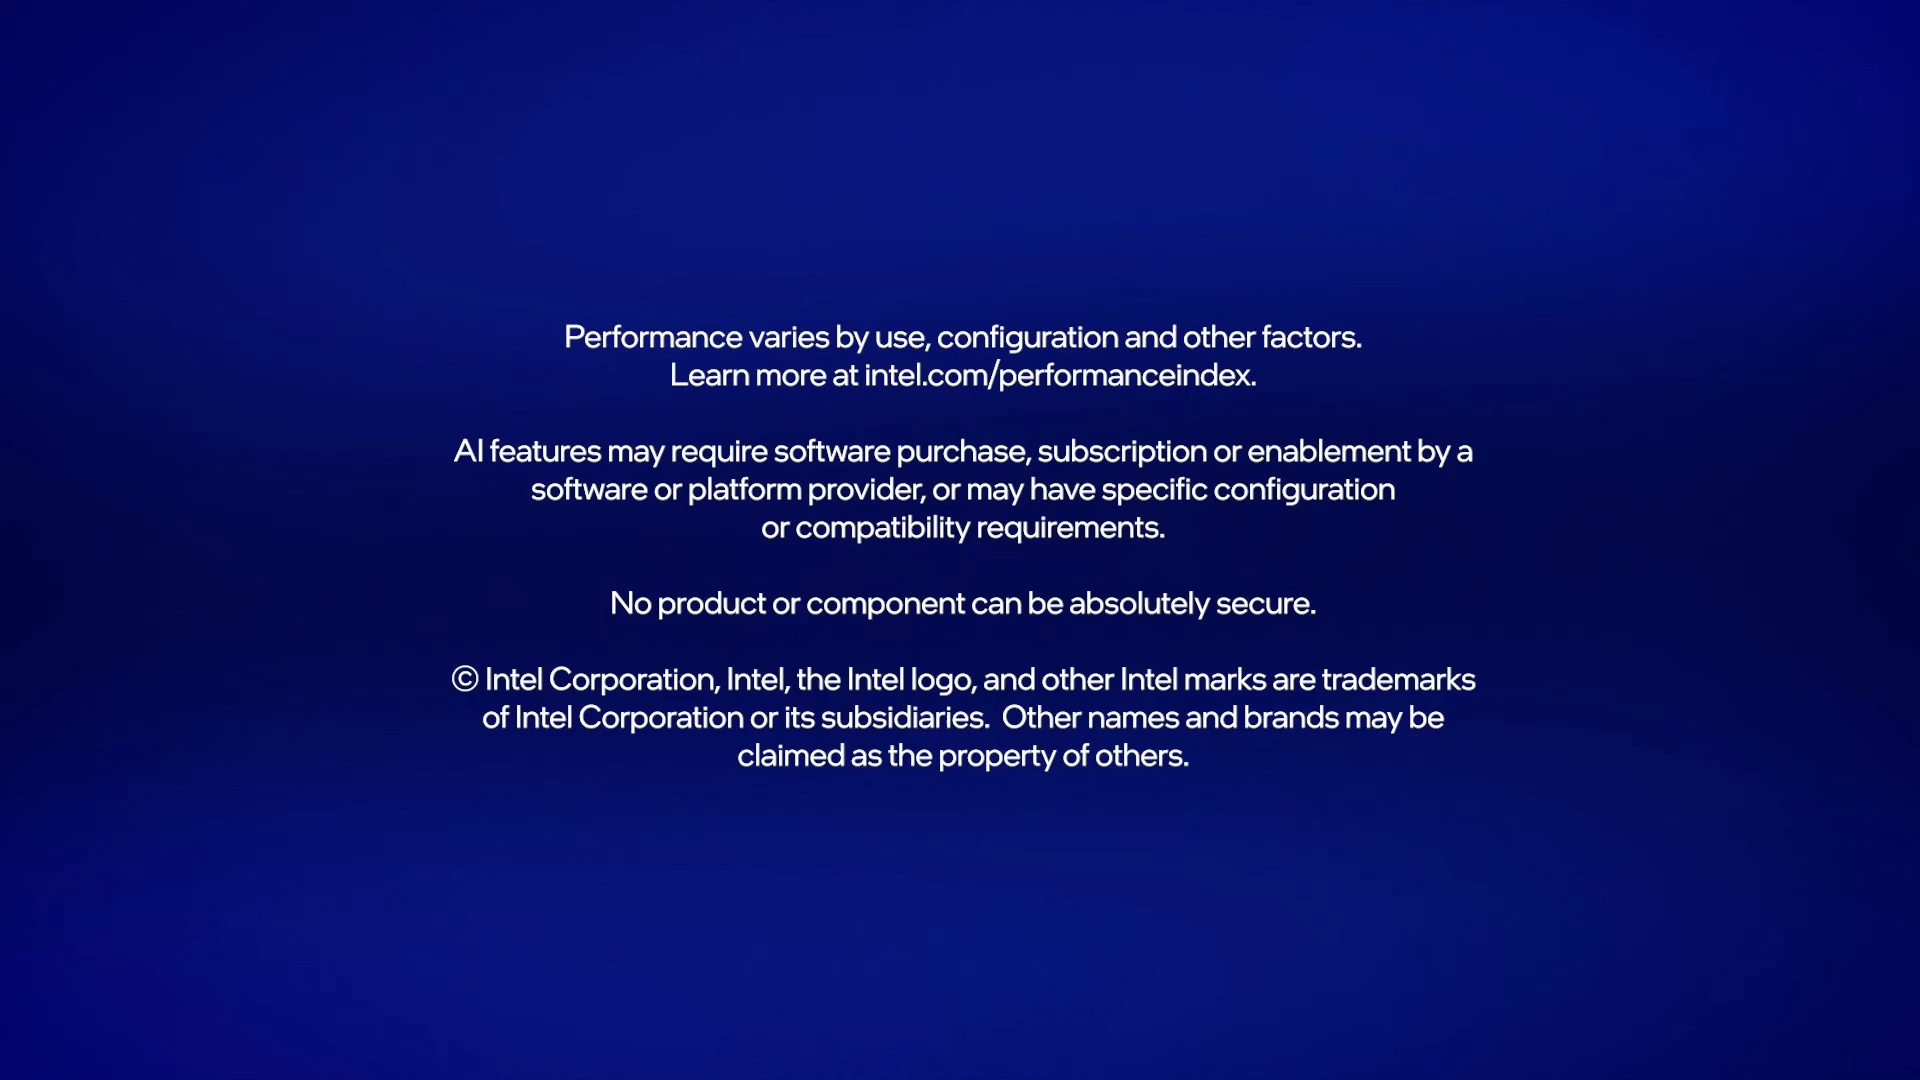 Performance varies by use, configuration and other factors.
Learn more at intel.com/performanceindex.
AI features may require software purchase, subscription or enablement by a
software or platform provider, or may have specific configuration
or compatibility requirements.
No product or component can be absolutely secure.
© Intel Corporation, Intel, the Intel logo, and other Intel marks are trademarks
of Intel Corporation or its subsidiaries.  Other names and brands may be
claimed as the property of others.